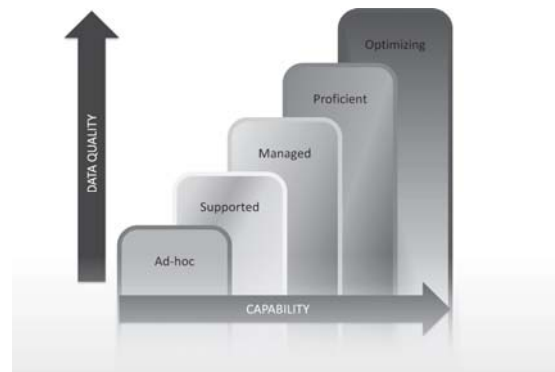 Optimizing
Proficient
Managed
Supported
Ad-hoc
DATA QUALITY
CAPABILITY